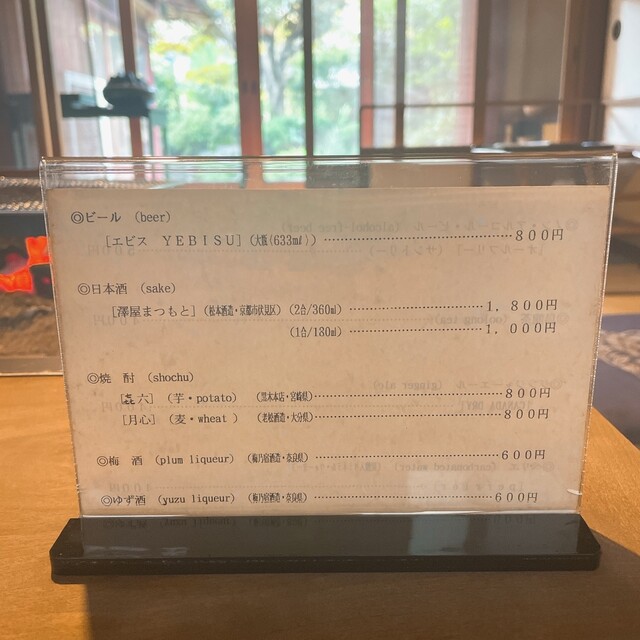 ◎ビール (beer)
[エビス YEBISU] (大瓶(633ml)) 800円
◎日本酒 (sake)
[澤屋まつもと] (松本酒造・京都市伏見区) (2合/360ml) 1,800円
(1合/180ml) 1,000円
◎焼 酎 (shochu)
[㐂六] (芋・potato) (黒木本店・宮崎県) 800円
[月心] (麦・wheat ) (老松酒造・大分県) 800円
◎梅 酒 (plum liqueur) (梅乃宿酒造・奈良県) 600円
◎ゆず酒 (yuzu liqueur) (梅乃宿酒造・奈良県) 600円